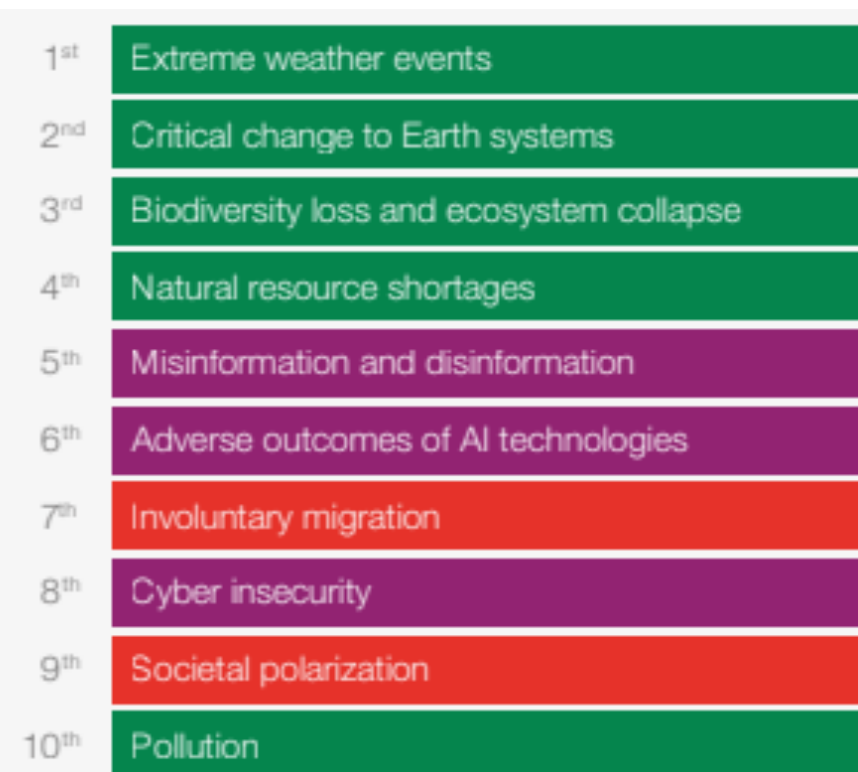 1st Extreme weather events
2nd Critical change to Earth systems
3rd Biodiversity loss and ecosystem collapse
4th Natural resource shortages
5th Misinformation and disinformation
6th Adverse outcomes of AI technologies
7th Involuntary migration
8th Cyber insecurity
9th Societal polarization
10th Pollution